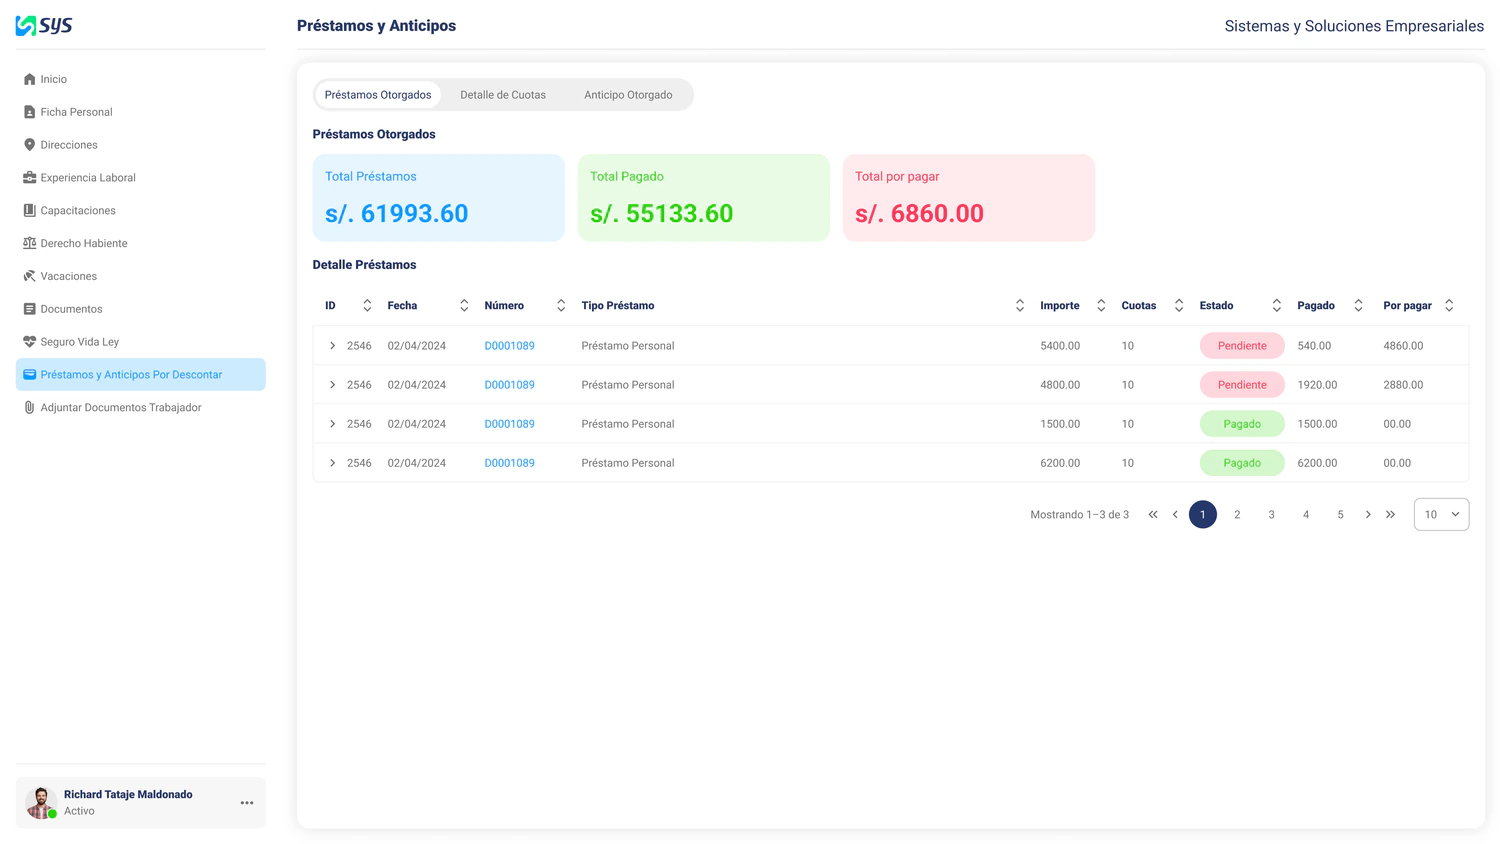 SYS
Préstamos y Anticipos
Sistemas y Soluciones Empresariales
Inicio
Ficha Personal
Direcciones
Experiencia Laboral
Capacitaciones
Derecho Habiente
Vacaciones
Documentos
Seguro Vida Ley
Préstamos y Anticipos Por Descontar
Adjuntar Documentos Trabajador
Richard Tataje Maldonado
Activo
Préstamos Otorgados Detalle de Cuotas Anticipo Otorgado
Préstamos Otorgados
Total Préstamos
s/. 61993.60
Total Pagado
s/. 55133.60
Total por pagar
s/. 6860.00
Detalle Préstamos
ID Fecha Número Tipo Préstamo Importe Cuotas Estado Pagado Por pagar
2546 02/04/2024 D0001089 Préstamo Personal 5400.00 10 Pendiente 540.00 4860.00
2546 02/04/2024 D0001089 Préstamo Personal 4800.00 10 Pendiente 1920.00 2880.00
2546 02/04/2024 D0001089 Préstamo Personal 1500.00 10 Pagado 1500.00 00.00
2546 02/04/2024 D0001089 Préstamo Personal 6200.00 10 Pagado 6200.00 00.00
Mostrando 1–3 de 3 1 2 3 4 5 10